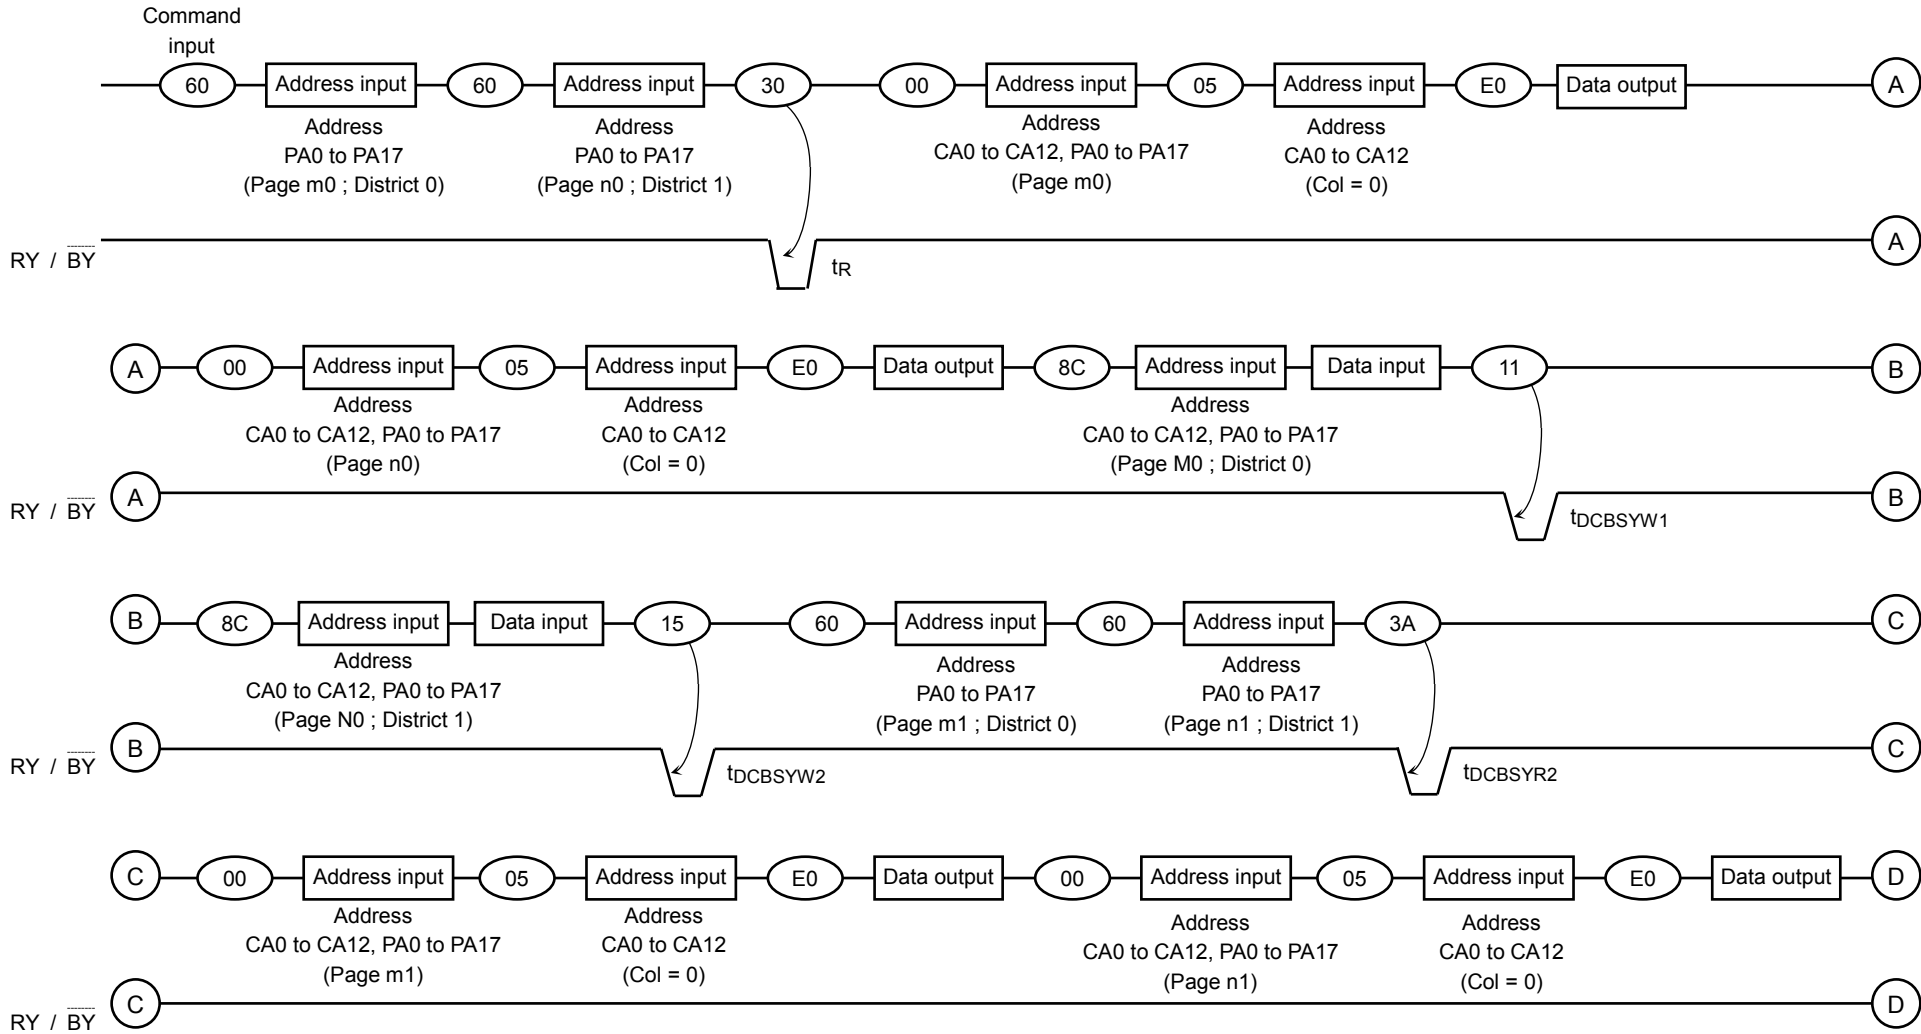 Command
input
60 Address input 60 Address input 30 00 Address input 05 Address input E0 Data output A
Address
PA0 to PA17
(Page m0 ; District 0)
Address
PA0 to PA17
(Page n0 ; District 1)
Address
CA0 to CA12, PA0 to PA17
(Page m0)
Address
CA0 to CA12
(Col = 0)
RY / BY tR A
A 00 Address input 05 Address input E0 Data output 8C Address input Data input 11 B
Address
CA0 to CA12, PA0 to PA17
(Page n0)
Address
CA0 to CA12
(Col = 0)
Address
CA0 to CA12, PA0 to PA17
(Page M0 ; District 0)
RY / BY A tDCBSYW1 B
B 8C Address input Data input 15 60 Address input 60 Address input 3A C
Address
CA0 to CA12, PA0 to PA17
(Page N0 ; District 1)
Address
PA0 to PA17
(Page m1 ; District 0)
Address
PA0 to PA17
(Page n1 ; District 1)
RY / BY B tDCBSYW2 tDCBSYR2 C
C 00 Address input 05 Address input E0 Data output 00 Address input 05 Address input E0 Data output D
Address
CA0 to CA12, PA0 to PA17
(Page m1)
Address
CA0 to CA12
(Col = 0)
Address
CA0 to CA12, PA0 to PA17
(Page n1)
Address
CA0 to CA12
(Col = 0)
RY / BY C D